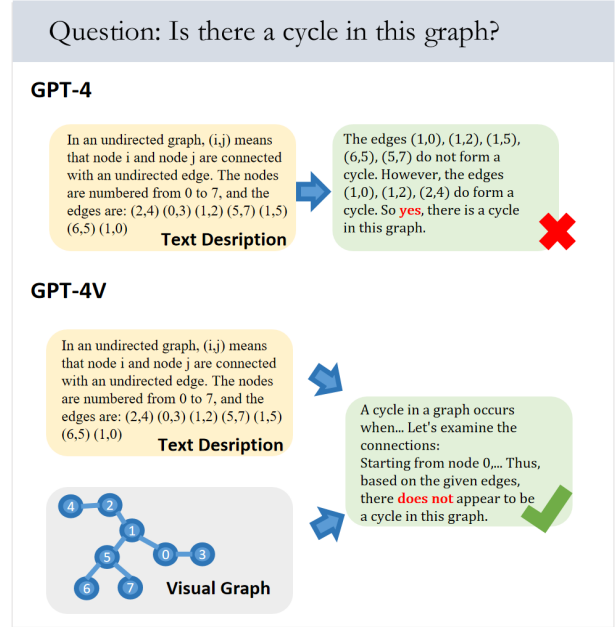 Question: Is there a cycle in this graph?
GPT-4
In an undirected graph, (i,j) means
that node i and node j are connected
with an undirected edge. The nodes
are numbered from 0 to 7, and the
edges are: (2,4) (0,3) (1,2) (5,7) (1,5)
(6,5) (1,0)
Text Desription
The edges (1,0), (1,2), (1,5),
(6,5), (5,7) do not form a
cycle. However, the edges
(1,0), (1,2), (2,4) do form a
cycle. So yes, there is a cycle
in this graph.
GPT-4V
In an undirected graph, (i,j) means
that node i and node j are connected
with an undirected edge. The nodes
are numbered from 0 to 7, and the
edges are: (2,4) (0,3) (1,2) (5,7) (1,5)
(6,5) (1,0)
Text Desription
A cycle in a graph occurs
when... Let's examine the
connections:
Starting from node 0,... Thus,
based on the given edges,
there does not appear to be
a cycle in this graph.
4 2
1
5 0 3
6 7
Visual Graph